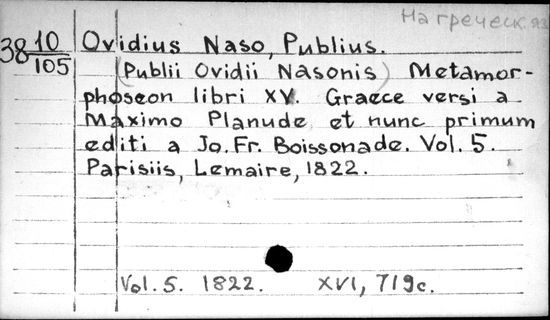 На греческ. яз
38 10/105
Ovidius Naso, Publius.
(Publii Ovidii Nasonis) Metamor-
phoseon libri XV. Graece versi a
Maximo Planude et nunc primum
editi a Jo. Fr. Boissonade. Vol. 5.
Parisiis, Lemaire, 1822.
Vol. 5. 1822. XVI, 719c.